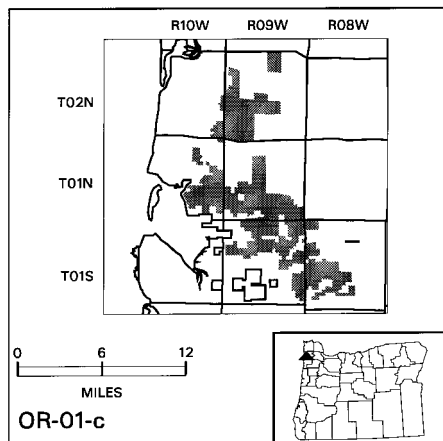 R10W R09W R08W
T02N
T01N
T01S
0 6 12
MILES
OR-01-c